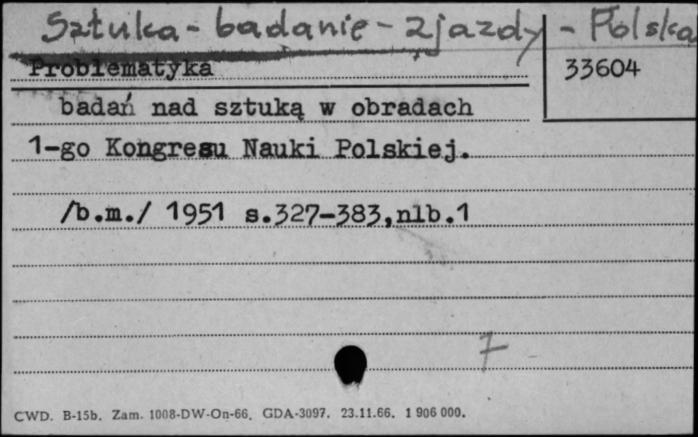 Sztuka - badanie - zjazdy - Polska
Problematyka
33604
badań nad sztuką w obradach
1-go Kongresu Nauki Polskiej.
/b.m./ 1951 s.327-383,nlb.1
7
CWD. B-15b. Zam. 1008-DW-On-66. GDA-3097. 23.11.66. 1 906 000.